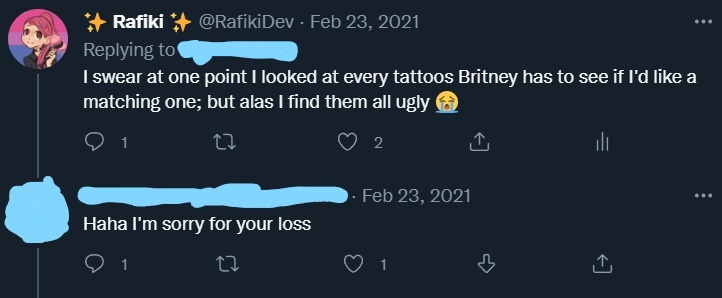 ✨ Rafiki ✨ @RafikiDev · Feb 23, 2021
Replying to
I swear at one point I looked at every tattoos Britney has to see if I'd like a
matching one; but alas I find them all ugly 😭
1 2
· Feb 23, 2021
Haha I'm sorry for your loss
1 1